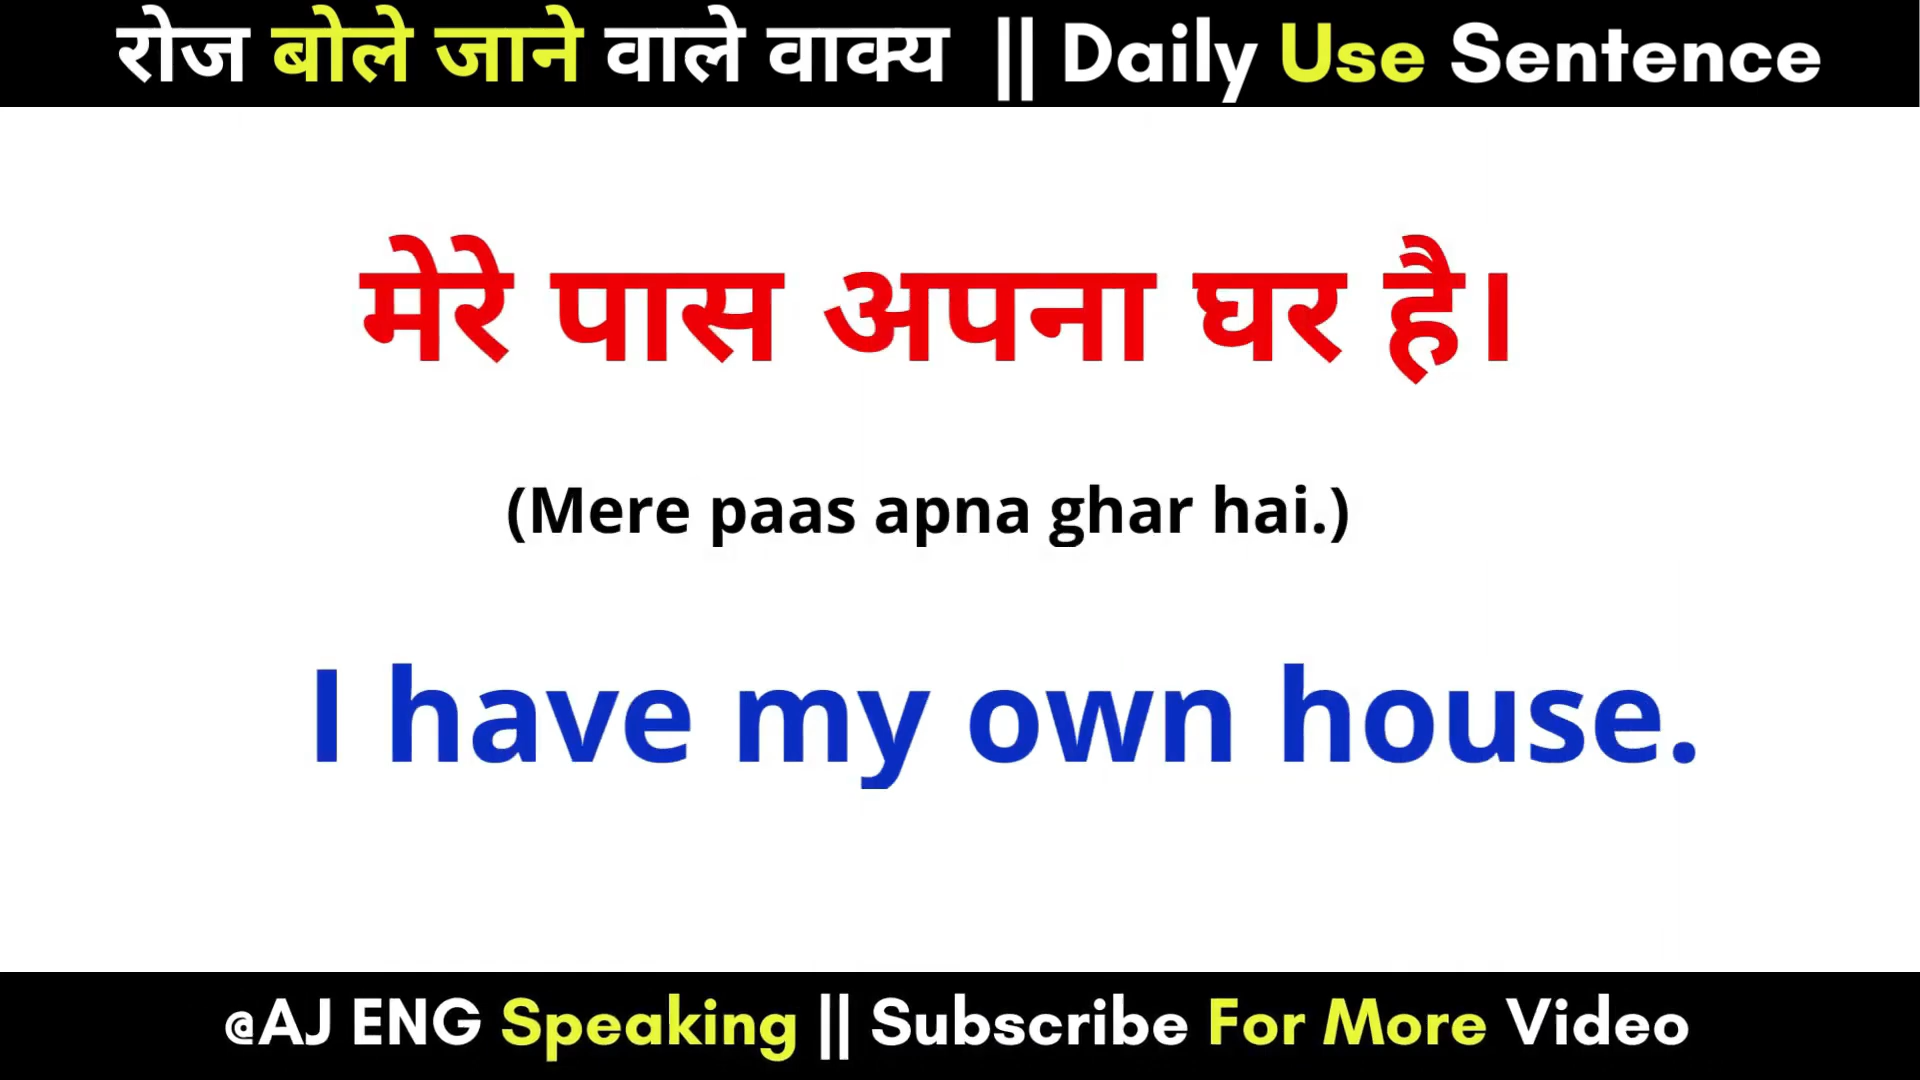 रोज बोले जाने वाले वाक्य || Daily Use Sentence
मेरे पास अपना घर है।
(Mere paas apna ghar hai.)
I have my own house.
@AJ ENG Speaking || Subscribe For More Video